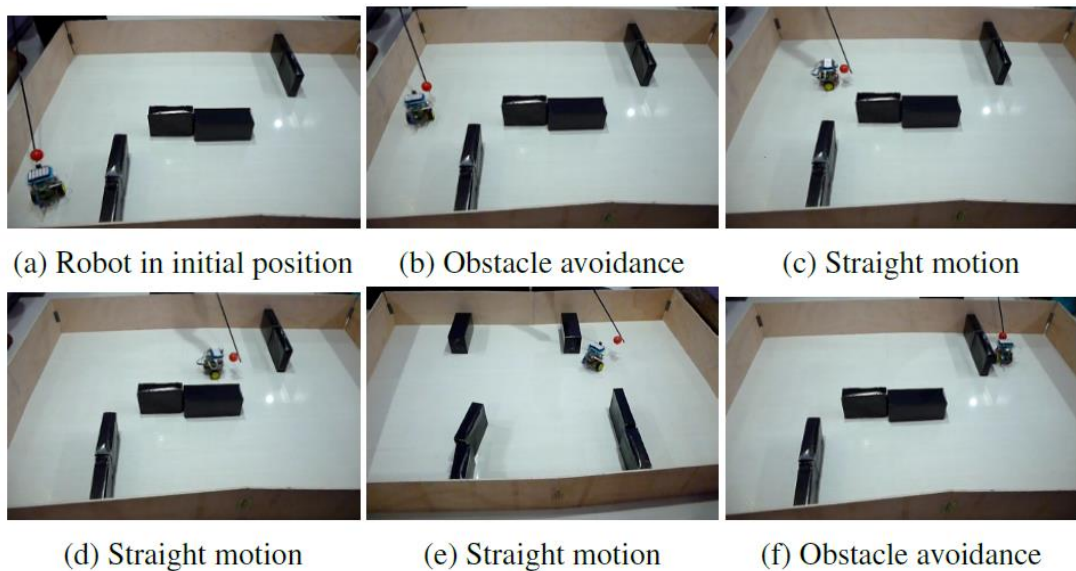 (a) Robot in initial position
(b) Obstacle avoidance
(c) Straight motion
(d) Straight motion
(e) Straight motion
(f) Obstacle avoidance